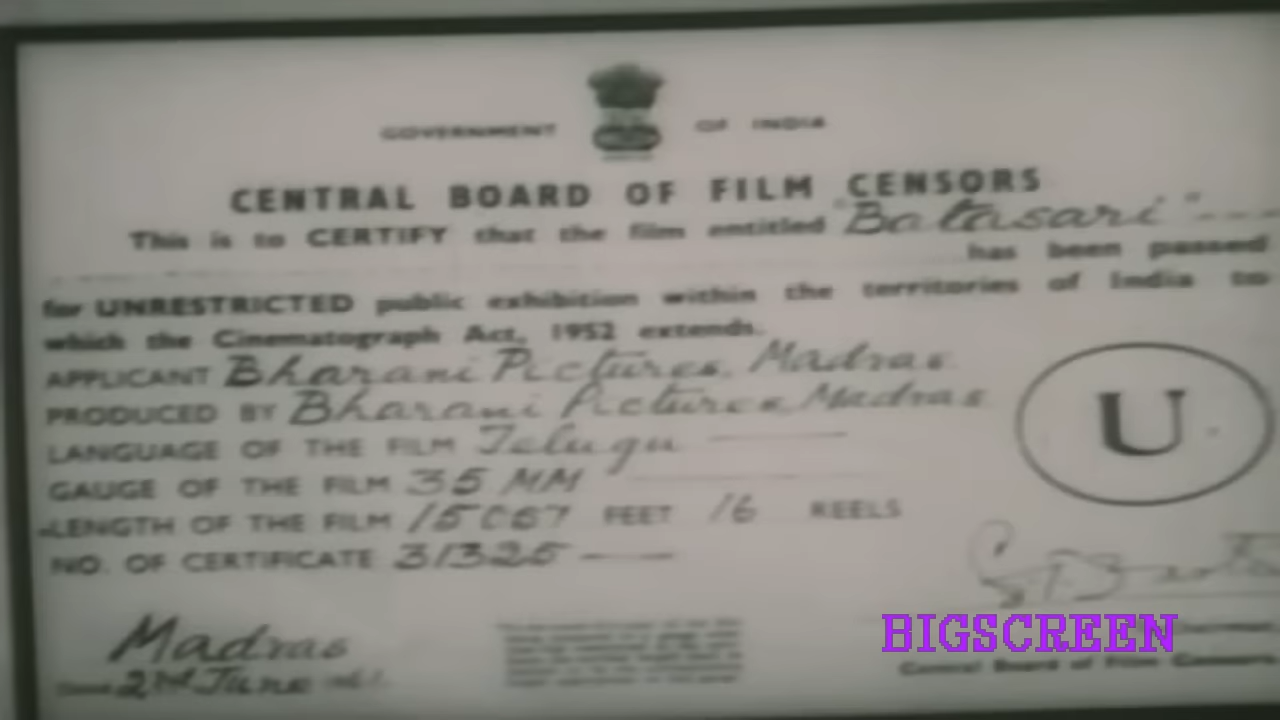 GOVERNMENT OF INDIA
CENTRAL BOARD OF FILM CENSORS
This is to CERTIFY that the film entitled "Batasari"
has been passed
for UNRESTRICTED public exhibition within the territories of India to
which the Cinematograph Act, 1952 extends.
APPLICANT Bharani Pictures, Madras
PRODUCED BY Bharani Pictures, Madras
LANGUAGE OF THE FILM Telugu
GAUGE OF THE FILM 35 MM
LENGTH OF THE FILM 15067 FEET 16 REELS
NO. OF CERTIFICATE 31325
U
Madras
2nd June
BIGSCREEN
Central Board of Film Censors